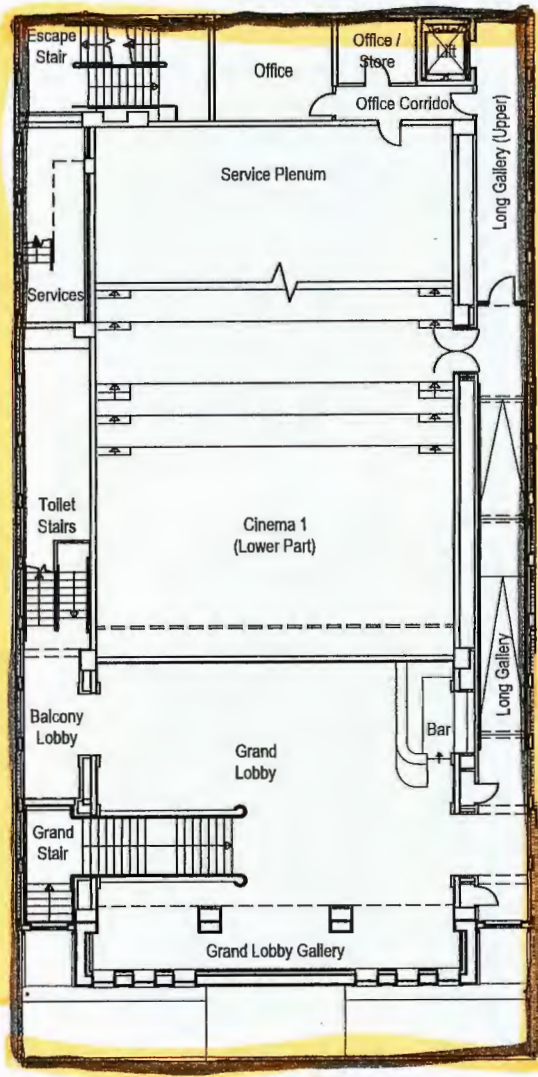 Escape
Stair
Office
Office /
Store
Lift
Office Corridor
Long Gallery (Upper)
Service Plenum
Services
Toilet
Stairs
Cinema 1
(Lower Part)
Long Gallery
Balcony
Lobby
Bar
Grand
Lobby
Grand
Stair
Grand Lobby Gallery